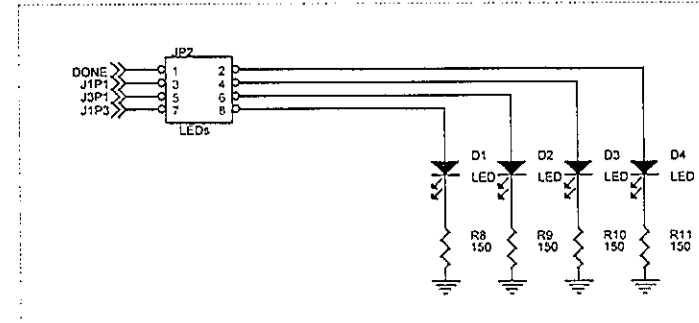 JP2
DONE 1 2
J1P1 3 4
J3P1 5 6
J1P3 7 8
LEDs
D1 D2 D3 D4
LED LED LED LED
R8 R9 R10 R11
150 150 150 150